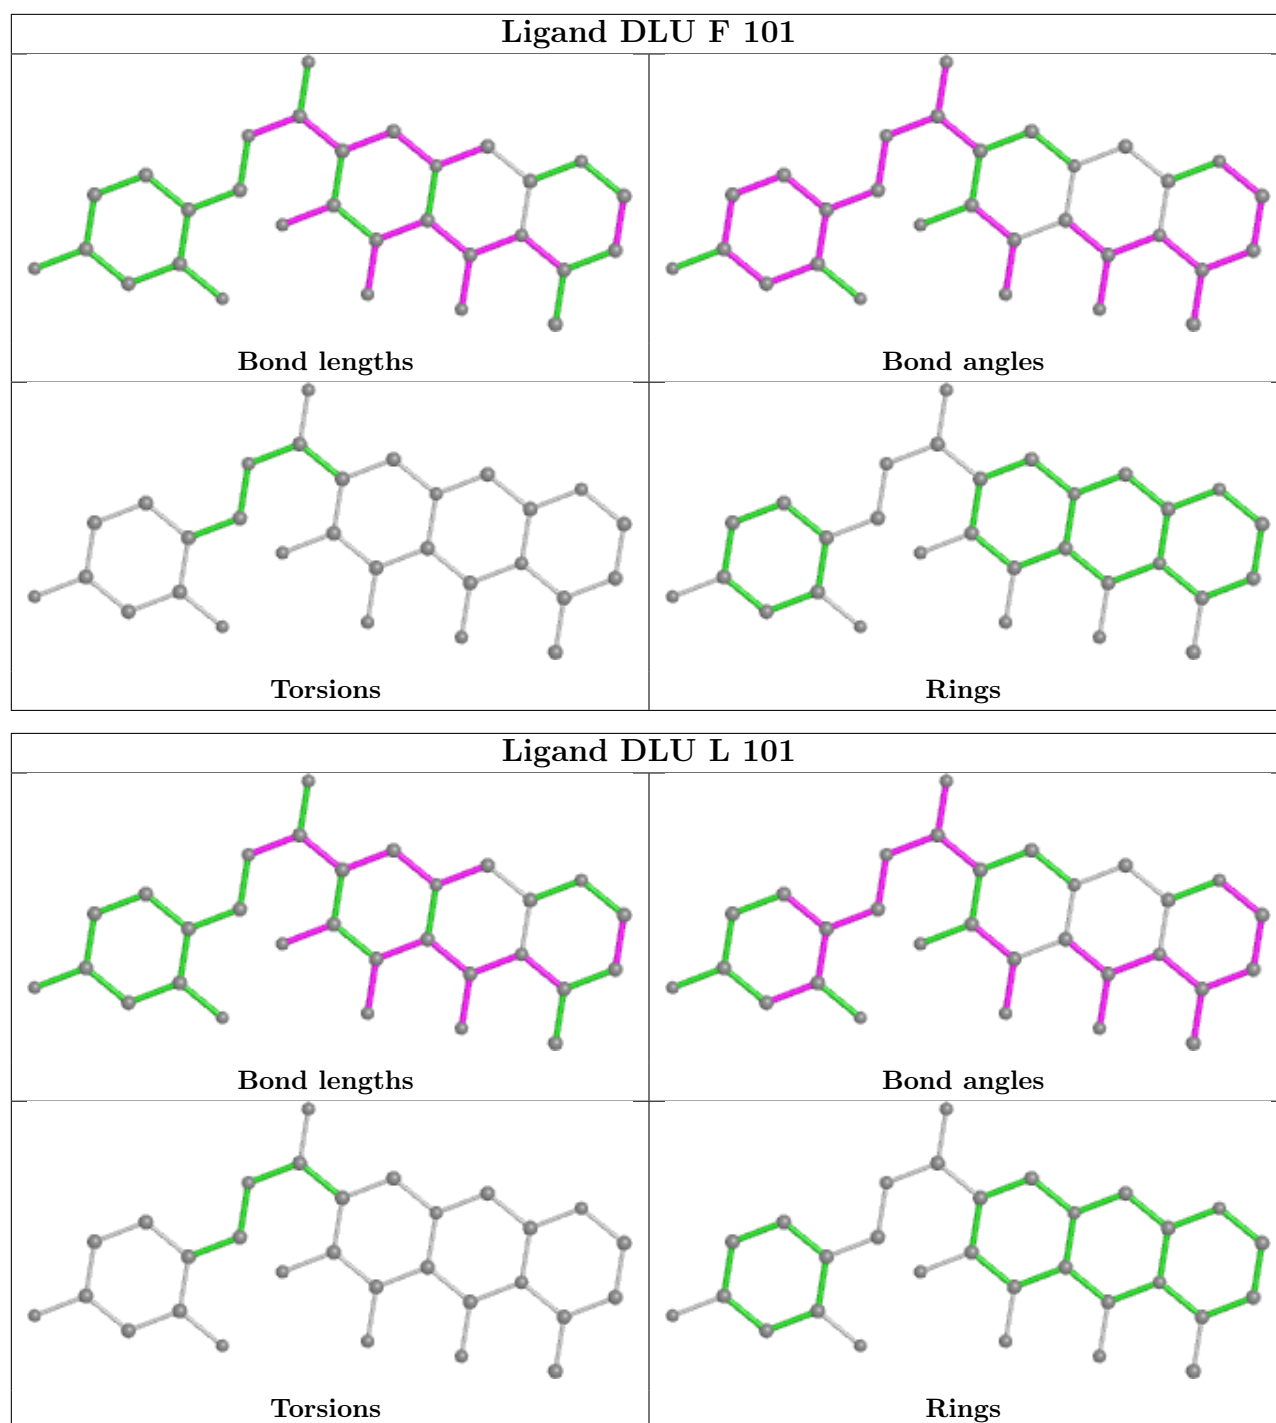 Ligand DLU F 101
Bond lengths
Bond angles
Torsions
Rings
Ligand DLU L 101
Bond lengths
Bond angles
Torsions
Rings